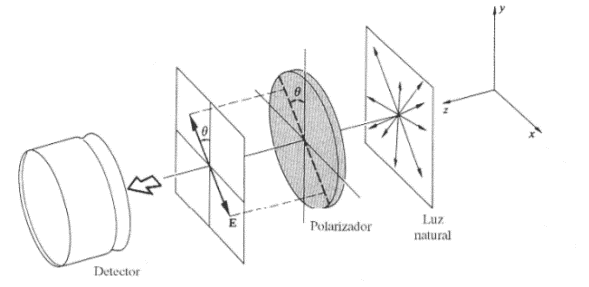 y
z
x
θ
θ
E
Polarizador
Luz
natural
Detector